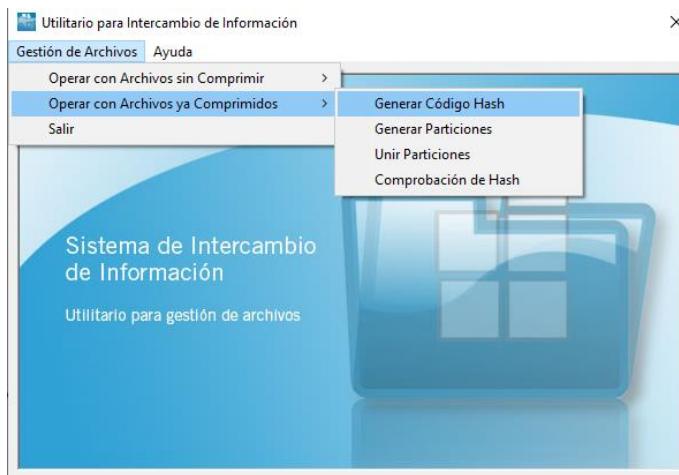 Utilitario para Intercambio de Información
Gestión de Archivos Ayuda
Operar con Archivos sin Comprimir
Operar con Archivos ya Comprimidos
Salir
Generar Código Hash
Generar Particiones
Unir Particiones
Comprobación de Hash
Sistema de Intercambio
de Información
Utilitario para gestión de archivos